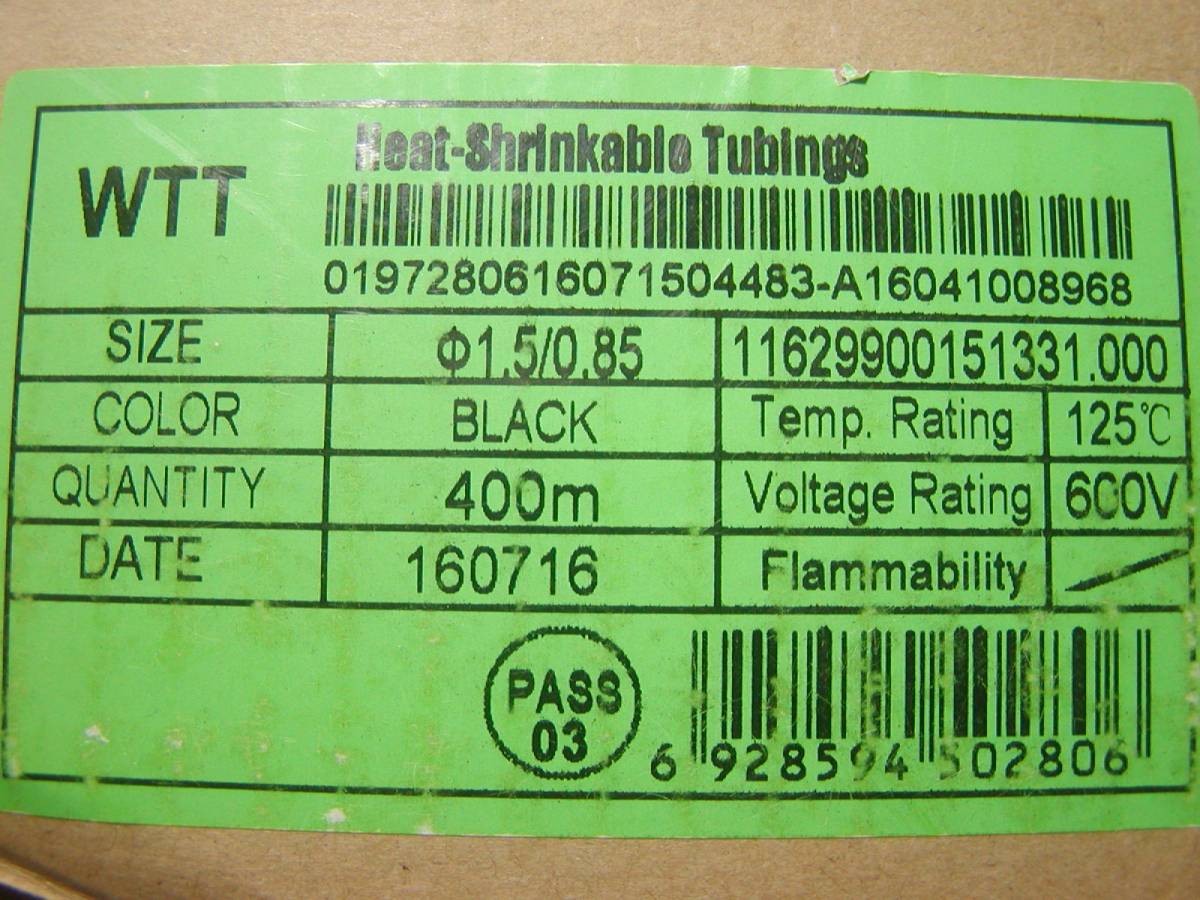 Heat-Shrinkable Tubings
WTT
0197280616071504483-A16041008968
SIZE Φ1.5/0.85 11629900151331.000
COLOR BLACK Temp. Rating 125℃
QUANTITY 400m Voltage Rating 600V
DATE 160716 Flammability
PASS
03
6 928594 502806